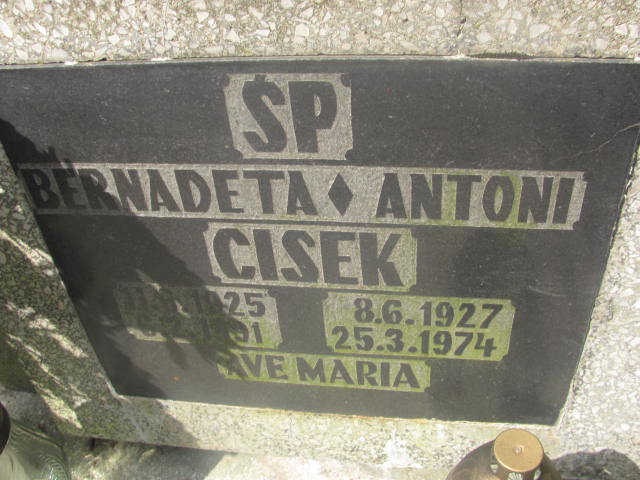 ŚP
BERNADETA ♦ ANTONI
CISEK
8.6.1927
25.3.1974
AVE MARIA